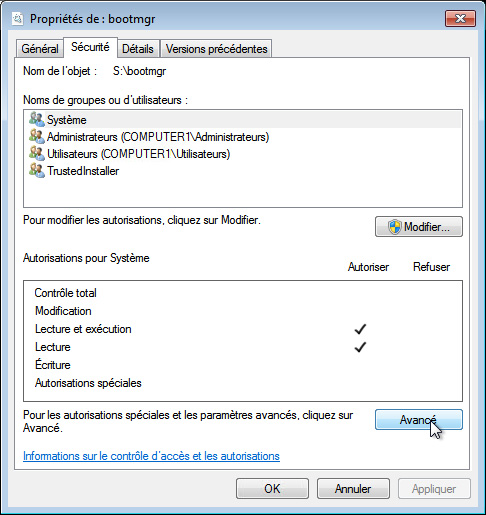 Propriétés de : bootmgr
Général Sécurité Détails Versions précédentes
Nom de l'objet : S:\bootmgr
Noms de groupes ou d'utilisateurs :
Système
Administrateurs (COMPUTER1\Administrateurs)
Utilisateurs (COMPUTER1\Utilisateurs)
TrustedInstaller
Pour modifier les autorisations, cliquez sur Modifier.
Modifier...
Autorisations pour Système Autoriser Refuser
Contrôle total
Modification
Lecture et exécution
Lecture
Écriture
Autorisations spéciales
Pour les autorisations spéciales et les paramètres avancés, cliquez sur
Avancé.
Avancé
Informations sur le contrôle d'accès et les autorisations
OK Annuler Appliquer